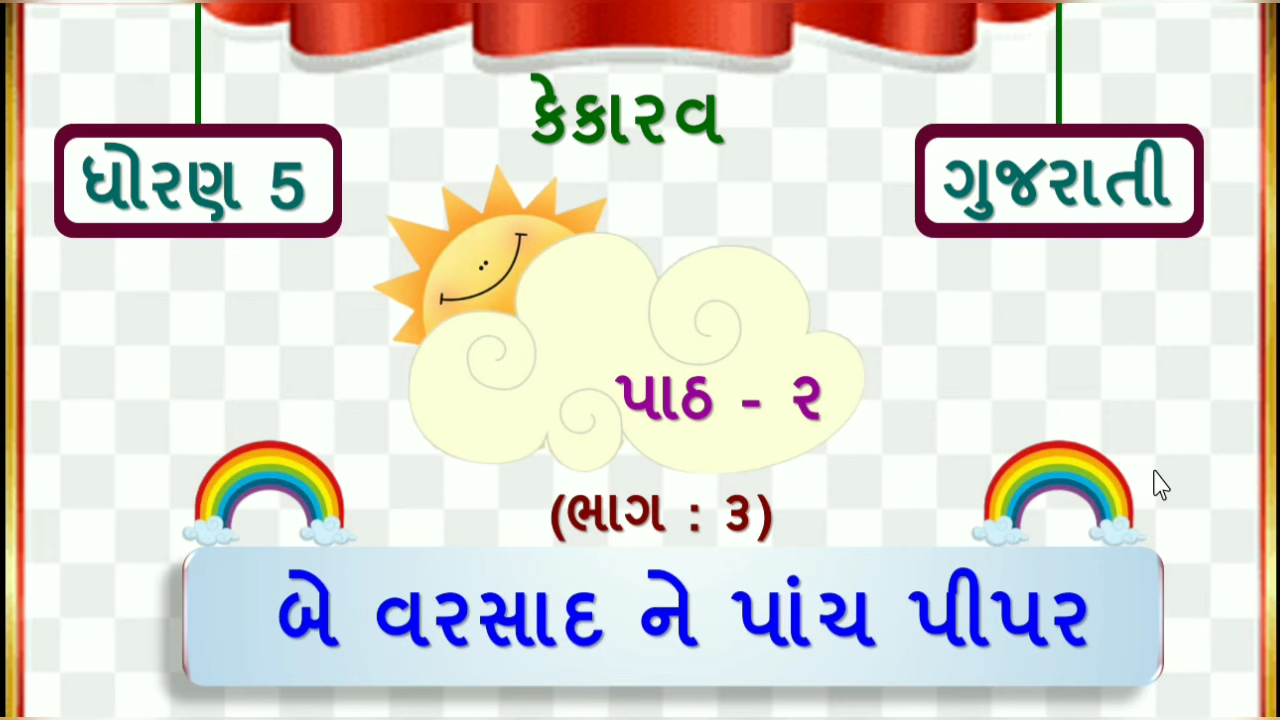 કેકારવ
ધોરણ 5
ગુજરાતી
પાઠ - ૨
(ભાગ : ૩)
બે વરસાદ ને પાંચ પીપર